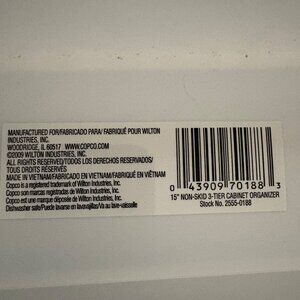 MANUFACTURED FOR/FABRICADO PARA/ FABRIQUÉ POUR WILTON
INDUSTRIES, INC.
WOODRIDGE, IL 60517 WWW.COPCO.COM
©2009 WILTON INDUSTRIES, INC.
ALL RIGHTS RESERVED/TODOS LOS DERECHOS RESERVADOS/
TOUS DROITS RÉSERVÉS
MADE IN VIETNAM/FABRICADO EN VIETNAM/FABRIQUÉ EN VIÊTNAM
Copco is a registered trademark of Wilton Industries, Inc.
Copco son marcas registradas de Wilton Industries, Inc.
Copco est une marque déposée de Wilton Industries, Inc.
Dishwasher safe/Puede lavarse en lavavajillas/Va au lave-vaisselle
0 43909 70188 3
15" NON-SKID 3-TIER CABINET ORGANIZER
Stock No. 2555-0188